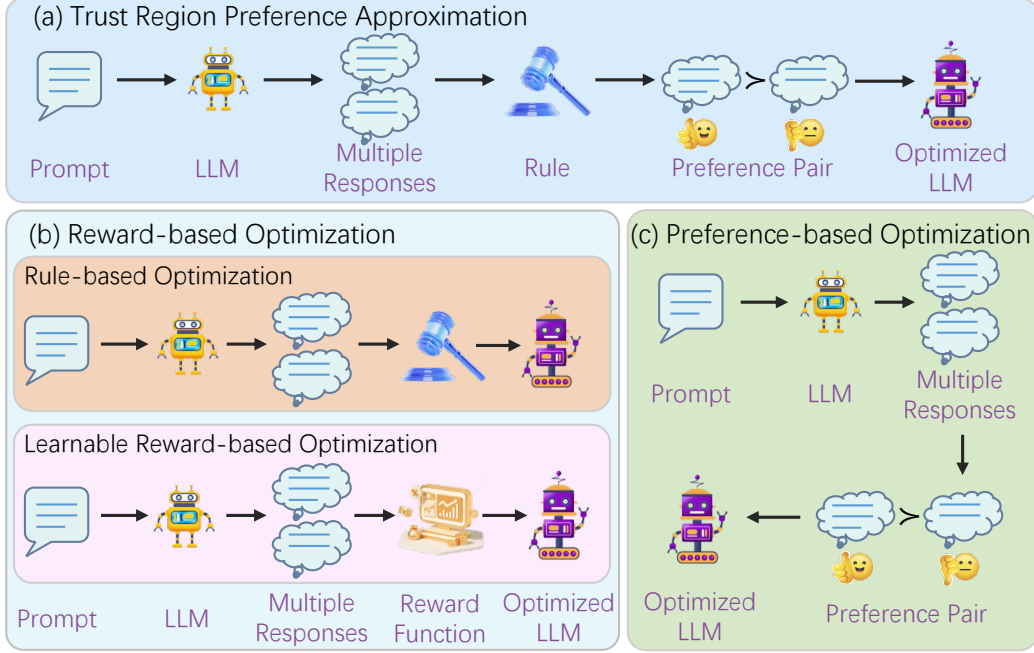 (a) Trust Region Preference Approximation
Prompt
LLM
Multiple
Responses
Rule
Preference Pair
Optimized
LLM
(b) Reward-based Optimization
Rule-based Optimization
Learnable Reward-based Optimization
Prompt
LLM
Multiple
Responses
Reward
Function
Optimized
LLM
(c) Preference-based Optimization
Prompt
LLM
Multiple
Responses
Optimized
LLM
Preference Pair